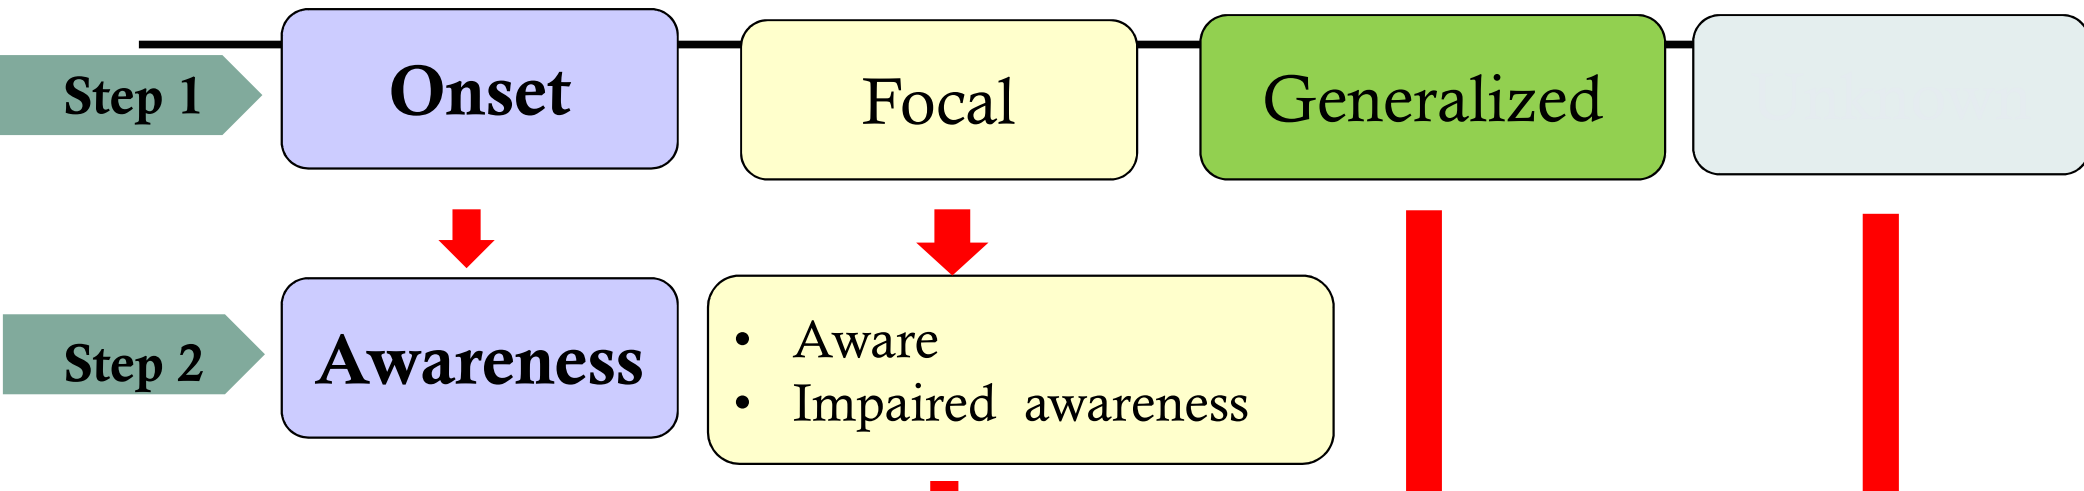 Step 1
Onset
Focal
Generalized
Step 2
Awareness
• Aware
• Impaired awareness